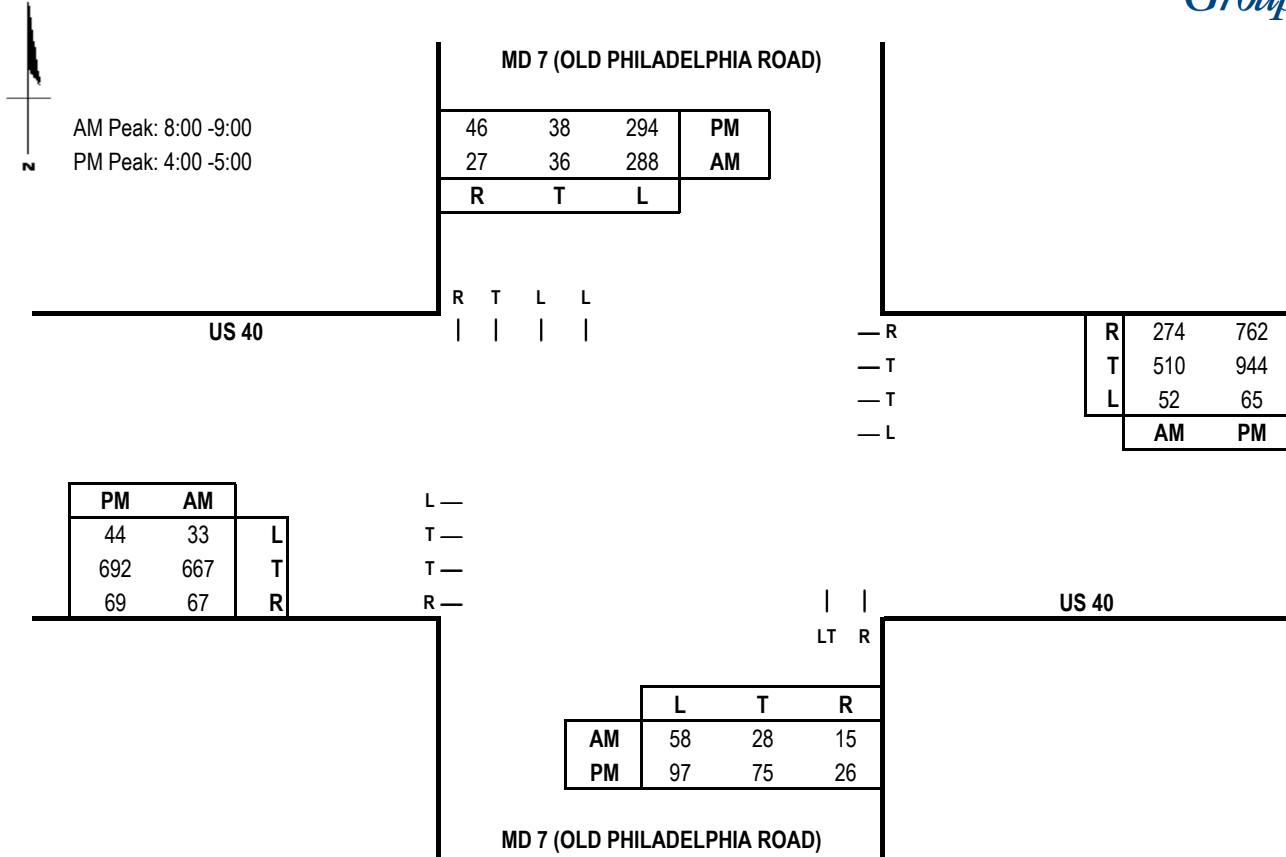 Group
MD 7 (OLD PHILADELPHIA ROAD)
AM Peak: 8:00 -9:00
PM Peak: 4:00 -5:00
N
46 38 294 PM
27 36 288 AM
R T L
R T L L
US 40
R
T
T
L
R 274 762
T 510 944
L 52 65
AM PM
PM AM
44 33 L
692 667 T
69 67 R
L
T
T
R
LT R
US 40
L T R
AM 58 28 15
PM 97 75 26
MD 7 (OLD PHILADELPHIA ROAD)